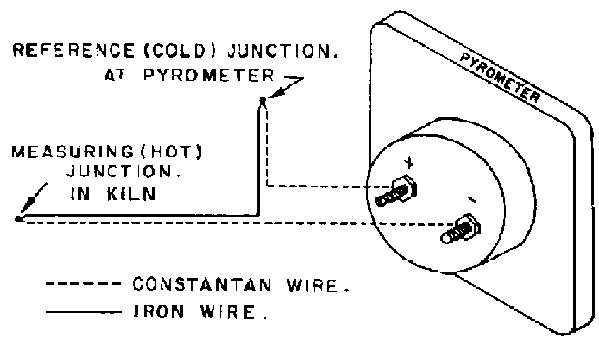 REFERENCE (COLD) JUNCTION.
AT PYROMETER
PYROMETER
MEASURING (HOT)
JUNCTION.
IN KILN
+
-
CONSTANTAN WIRE.
IRON WIRE.